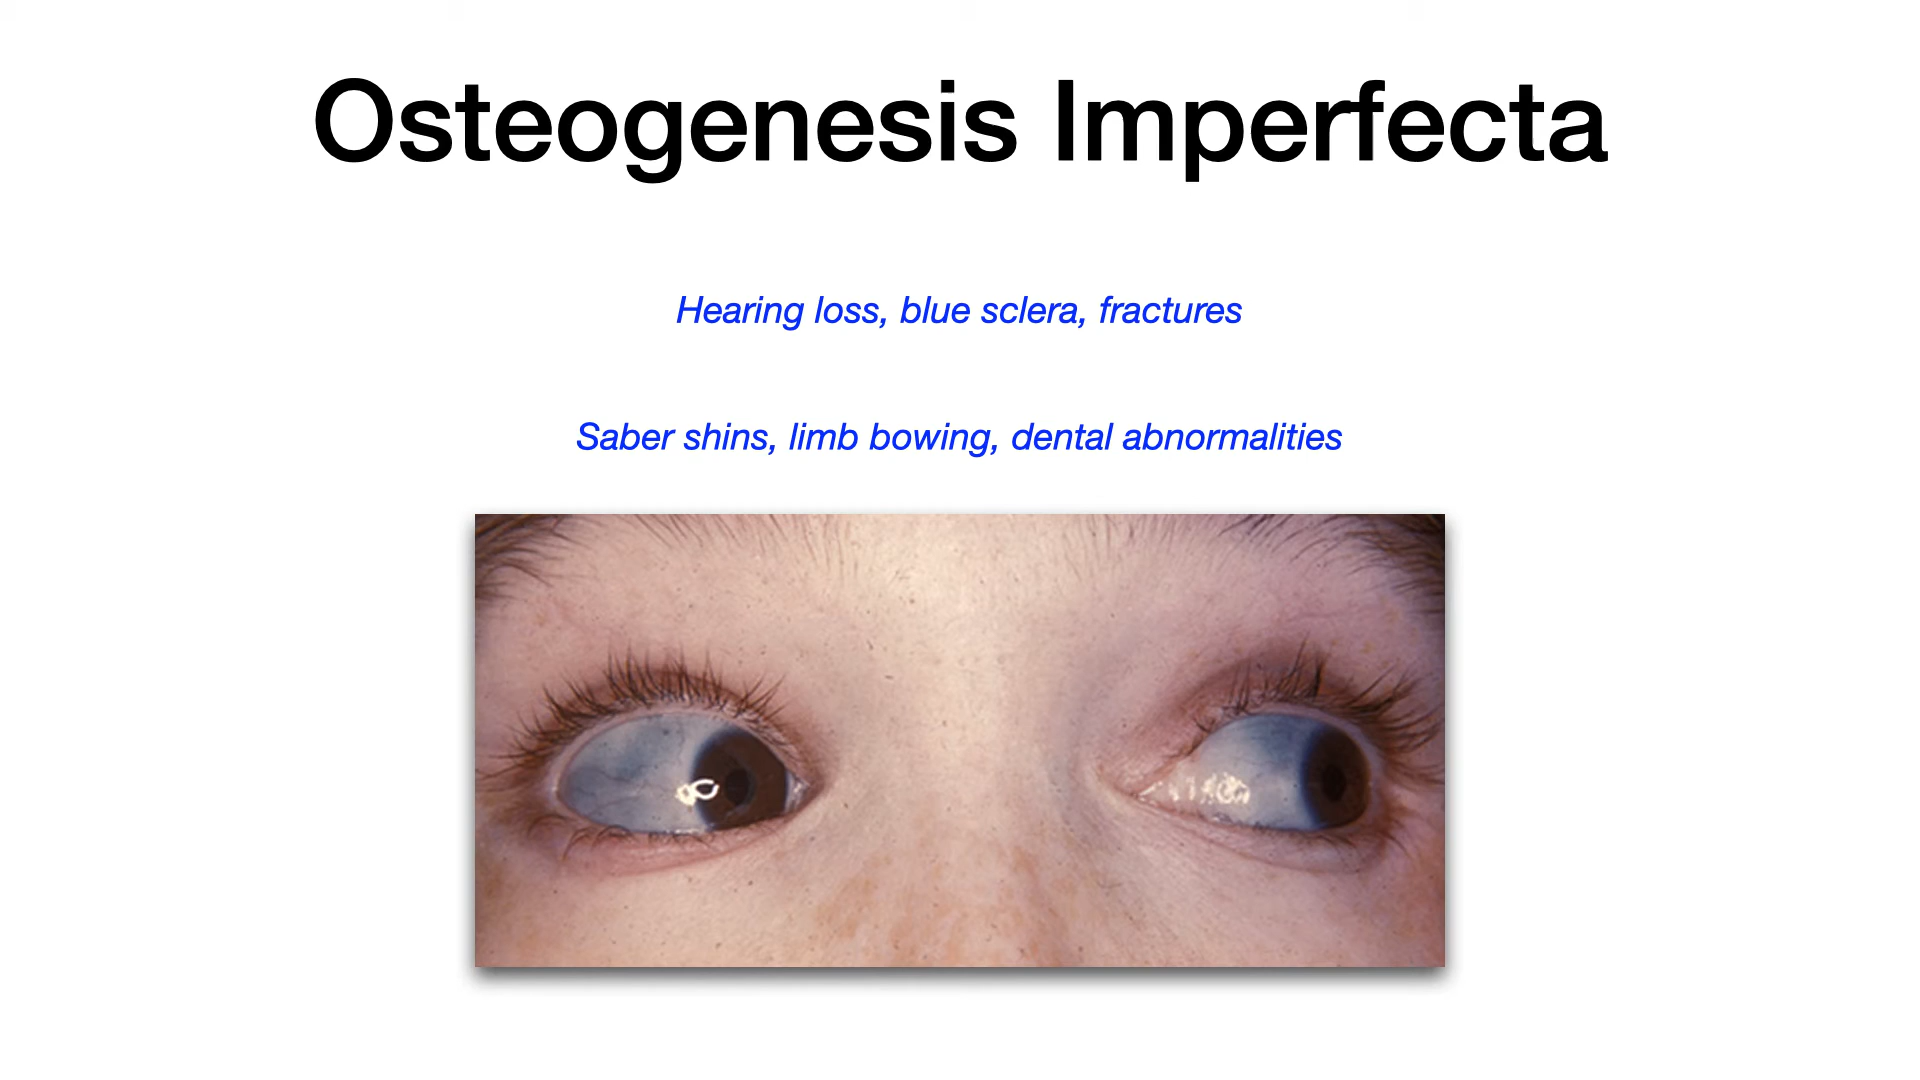 Osteogenesis Imperfecta
Hearing loss, blue sclera, fractures
Saber shins, limb bowing, dental abnormalities